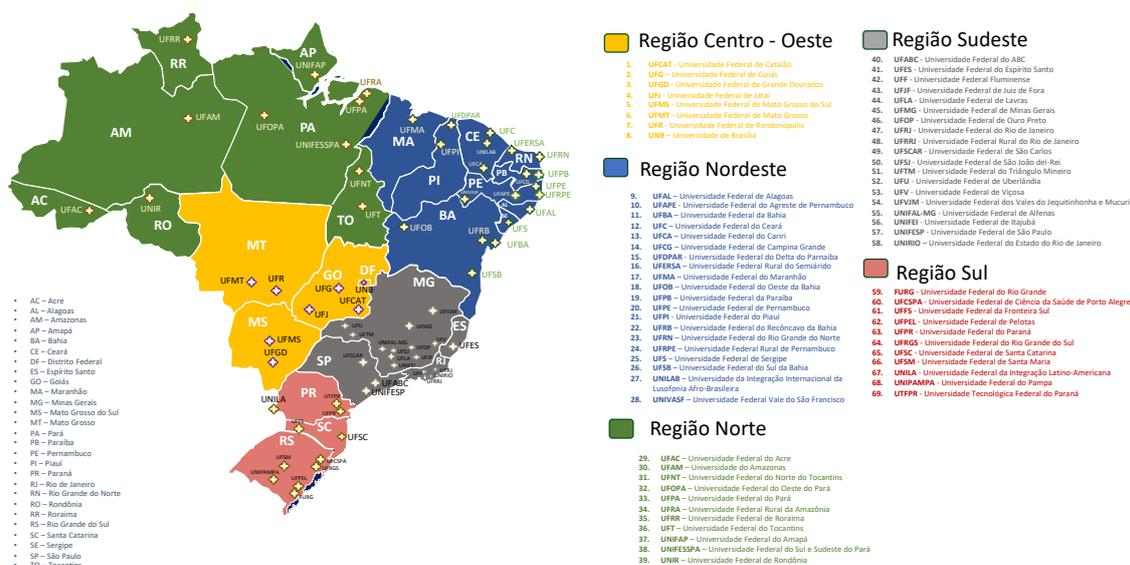 UFRR
RR
AP
UNIFAP
UFRA
UFPA
UFAM
UFOPA
PA
AM
UNIFESSPA
UFMA
UFDPAR
MA
CE
UFC
UFERSA
UNILAB
UFPI
RN
UFRN
UFCA
PB
UFPB
UFCG
PI
PE
UFPE
UFRPE
UFAPE
UFNT
AC
UFAC
UNIR
RO
TO
UFT
BA
UFOB
UFRB
UFAL
SE
UFS
UFBA
MT
UFMT
UFR
GO
DF
UFG
UNB
UFCAT
UFJ
MG
UFSB
UFVJM
MS
UFMS
UFGD
UFU
UFTM
UFMG
ES
UFES
SP
UFSCAR
UNIFAL-MG
UFSJ
UFOP
UFV
UFLA
UFJF
RJ
UNIRIO
UFRRJ
UFABC
UNIFESP
UNILA
PR
UTFPR
UFPR
SC
UFSC
RS
UFSM
UFCSPA
UFRGS
UNIPAMPA
UFPEL
FURG
• AC – Acre
• AL – Alagoas
• AM – Amazonas
• AP – Amapá
• BA – Bahia
• CE – Ceará
• DF – Distrito Federal
• ES – Espírito Santo
• GO – Goiás
• MA – Maranhão
• MG – Minas Gerais
• MS – Mato Grosso do Sul
• MT – Mato Grosso
• PA – Pará
• PB – Paraíba
• PE – Pernambuco
• PI – Piauí
• PR – Paraná
• RJ – Rio de Janeiro
• RN – Rio Grande do Norte
• RO – Rondônia
• RR – Roraima
• RS – Rio Grande do Sul
• SC – Santa Catarina
• SE – Sergipe
• SP – São Paulo
• TO – Tocantins
Região Centro - Oeste
1. UFCAT - Universidade Federal de Catalão
2. UFG – Universidade Federal de Goiás
3. UFGD - Universidade Federal da Grande Dourados
4. UFJ - Universidade Federal de Jataí
5. UFMS - Universidade Federal de Mato Grosso do Sul
6. UFMT - Universidade Federal de Mato Grosso
7. UFR - Universidade Federal de Rondonópolis
8. UNB - Universidade de Brasília
Região Nordeste
9. UFAL – Universidade Federal de Alagoas
10. UFAPE - Universidade Federal do Agreste de Pernambuco
11. UFBA – Universidade Federal da Bahia
12. UFC – Universidade Federal do Ceará
13. UFCA – Universidade Federal do Cariri
14. UFCG – Universidade Federal de Campina Grande
15. UFDPAR - Universidade Federal do Delta do Parnaíba
16. UFERSA – Universidade Federal Rural do Semiárido
17. UFMA – Universidade Federal do Maranhão
18. UFOB – Universidade Federal do Oeste da Bahia
19. UFPB – Universidade Federal da Paraíba
20. UFPE – Universidade Federal de Pernambuco
21. UFPI – Universidade Federal do Piauí
22. UFRB – Universidade Federal do Recôncavo da Bahia
23. UFRN – Universidade Federal do Rio Grande do Norte
24. UFRPE – Universidade Federal Rural de Pernambuco
25. UFS – Universidade Federal de Sergipe
26. UFSB – Universidade Federal do Sul da Bahia
27. UNILAB – Universidade da Integração Internacional da
Lusofonia Afro-Brasileira
28. UNIVASF – Universidade Federal Vale do São Francisco
Região Norte
29. UFAC – Universidade Federal do Acre
30. UFAM – Universidade do Amazonas
31. UFNT – Universidade Federal do Norte do Tocantins
32. UFOPA – Universidade Federal do Oeste do Pará
33. UFPA – Universidade Federal do Pará
34. UFRA – Universidade Federal Rural da Amazônia
35. UFRR – Universidade Federal de Roraima
36. UFT – Universidade Federal do Tocantins
37. UNIFAP – Universidade Federal do Amapá
38. UNIFESSPA – Universidade Federal do Sul e Sudeste do Pará
39. UNIR – Universidade Federal de Rondônia
Região Sudeste
40. UFABC - Universidade Federal do ABC
41. UFES - Universidade Federal do Espírito Santo
42. UFF - Universidade Federal Fluminense
43. UFJF - Universidade Federal de Juiz de Fora
44. UFLA - Universidade Federal de Lavras
45. UFMG - Universidade Federal de Minas Gerais
46. UFOP - Universidade Federal de Ouro Preto
47. UFRJ - Universidade Federal do Rio de Janeiro
48. UFRRJ - Universidade Federal Rural do Rio de Janeiro
49. UFSCAR - Universidade Federal de São Carlos
50. UFSJ - Universidade Federal de São João del-Rei
51. UFTM - Universidade Federal do Triângulo Mineiro
52. UFU - Universidade Federal de Uberlândia
53. UFV - Universidade Federal de Viçosa
54. UFVJM - Universidade Federal dos Vales do Jequitinhonha e Mucuri
55. UNIFAL-MG - Universidade Federal de Alfenas
56. UNIFEI - Universidade Federal de Itajubá
57. UNIFESP - Universidade Federal de São Paulo
58. UNIRIO – Universidade Federal do Estado do Rio de Janeiro
Região Sul
59. FURG - Universidade Federal do Rio Grande
60. UFCSPA - Universidade Federal de Ciência da Saúde de Porto Alegre
61. UFFS - Universidade Federal da Fronteira Sul
62. UFPEL - Universidade Federal de Pelotas
63. UFPR - Universidade Federal do Paraná
64. UFRGS - Universidade Federal do Rio Grande do Sul
65. UFSC - Universidade Federal de Santa Catarina
66. UFSM - Universidade Federal de Santa Maria
67. UNILA - Universidade Federal da Integração Latino-Americana
68. UNIPAMPA - Universidade Federal do Pampa
69. UTFPR - Universidade Tecnológica Federal do Paraná